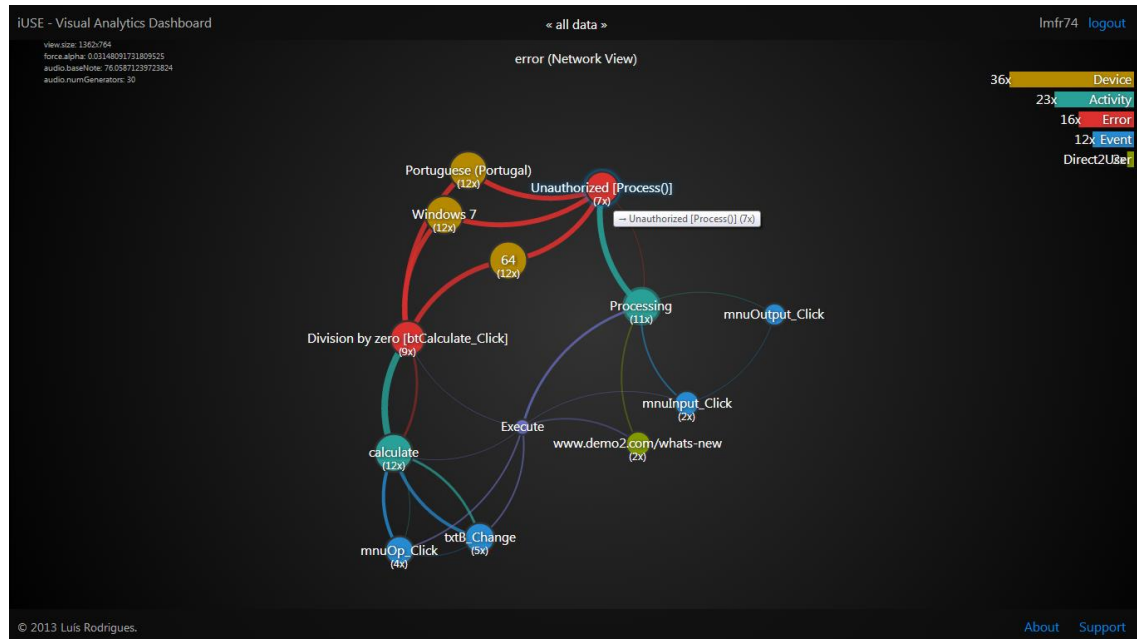 iUSE - Visual Analytics Dashboard
« all data »
lmfr74 logout
view.size: 1362x764
force.alpha: 0.03148091731809525
audio.baseNote: 76.05871239723824
audio.numGenerators: 30
error (Network View)
36x Device
23x Activity
16x Error
12x Event
Direct2User
Portuguese (Portugal)
(12x)
Unauthorized [Process()]
(7x)
→ Unauthorized [Process()] (7x)
Windows 7
(12x)
64
(12x)
Processing
(11x)
mnuOutput_Click
Division by zero [btCalculate_Click]
(9x)
mnuInput_Click
(2x)
Execute
www.demo2.com/whats-new
(2x)
calculate
(12x)
txtB_Change
(5x)
mnuOp_Click
(4x)
© 2013 Luís Rodrigues.
About Support